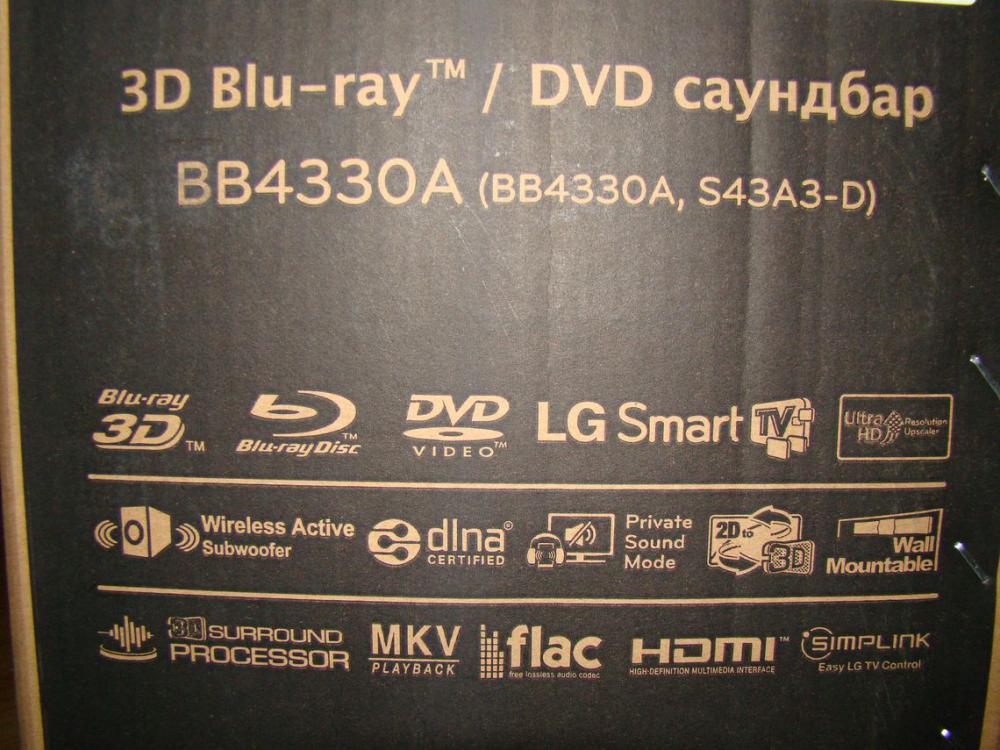 3D Blu-ray™ / DVD саундбар
BB4330A (BB4330A, S43A3-D)
Blu-ray 3D™
Blu-ray Disc™
DVD VIDEO™
LG Smart TV
Ultra HD Resolution Upscaler
Wireless Active Subwoofer
dlna® CERTIFIED
Private Sound Mode
2D to 3D
Wall Mountable
3D SURROUND PROCESSOR
MKV PLAYBACK
flac free lossless audio codec
HDMI™ HIGH-DEFINITION MULTIMEDIA INTERFACE
SIMPLINK Easy LG TV Control